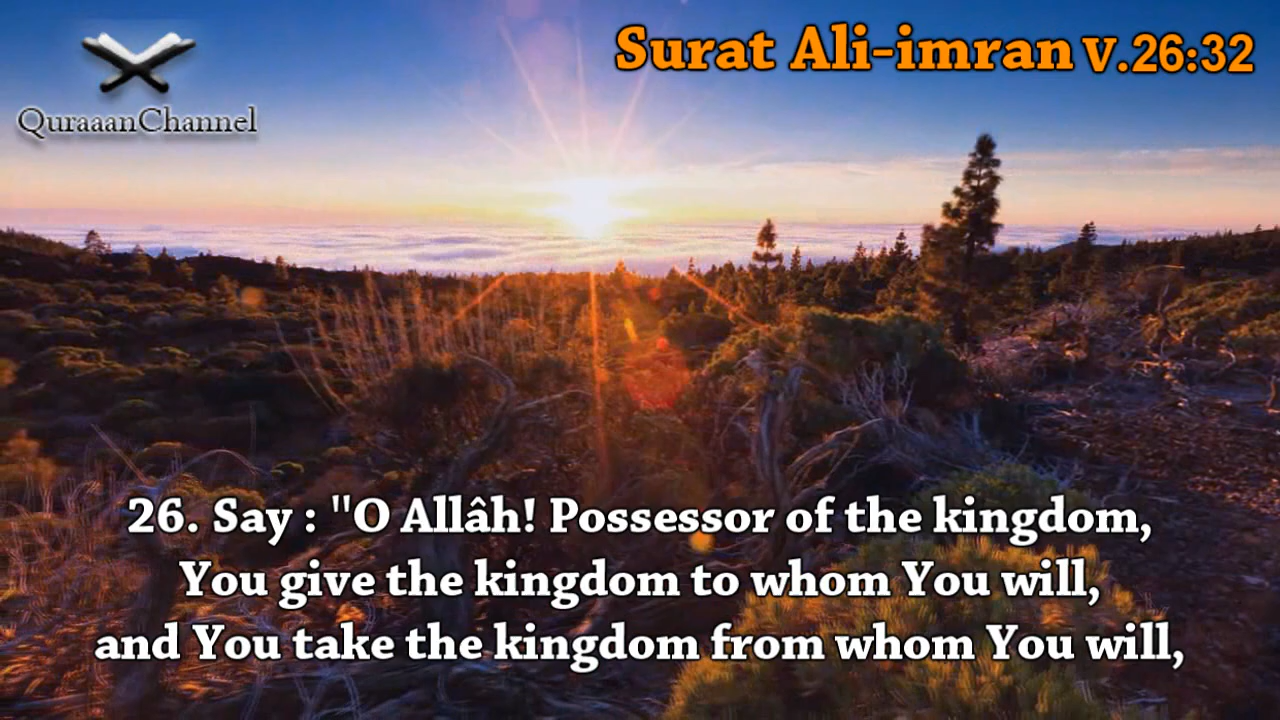 Surat Ali-imran V.26:32
QuraaanChannel
26. Say : "O Allâh! Possessor of the kingdom,
You give the kingdom to whom You will,
and You take the kingdom from whom You will,